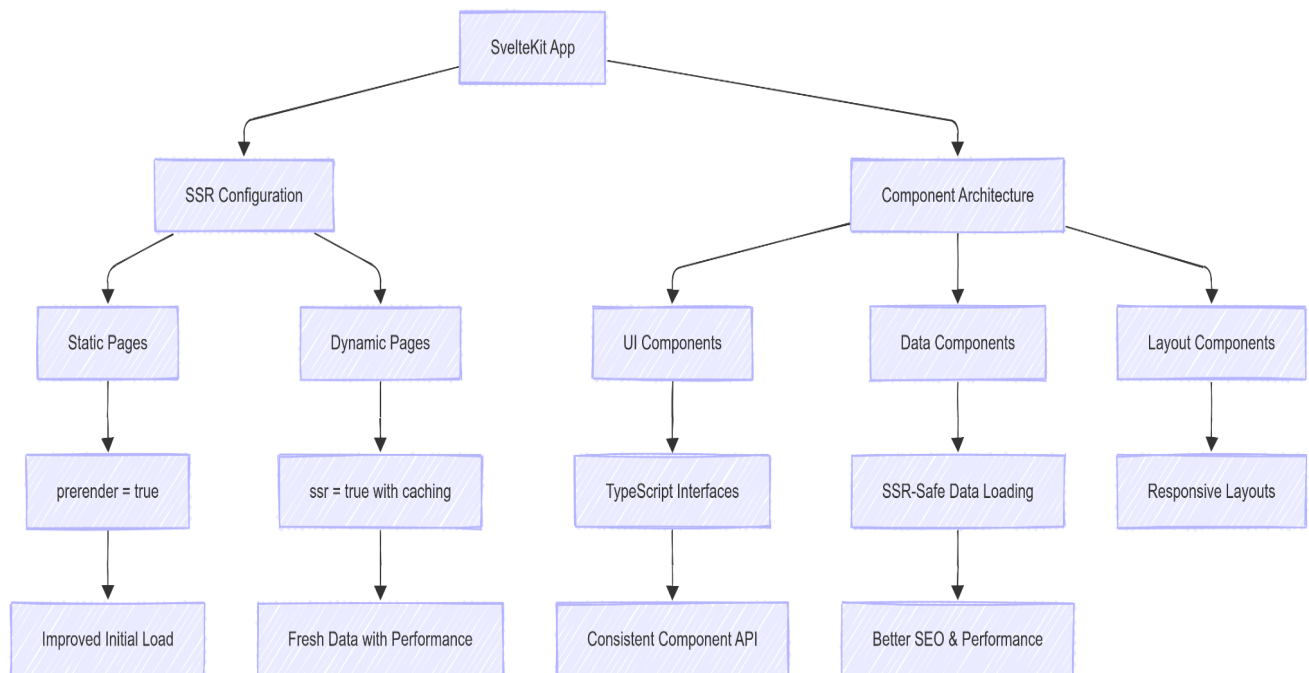 SvelteKit App
SSR Configuration
Component Architecture
Static Pages
Dynamic Pages
UI Components
Data Components
Layout Components
prerender = true
ssr = true with caching
TypeScript Interfaces
SSR-Safe Data Loading
Responsive Layouts
Improved Initial Load
Fresh Data with Performance
Consistent Component API
Better SEO & Performance